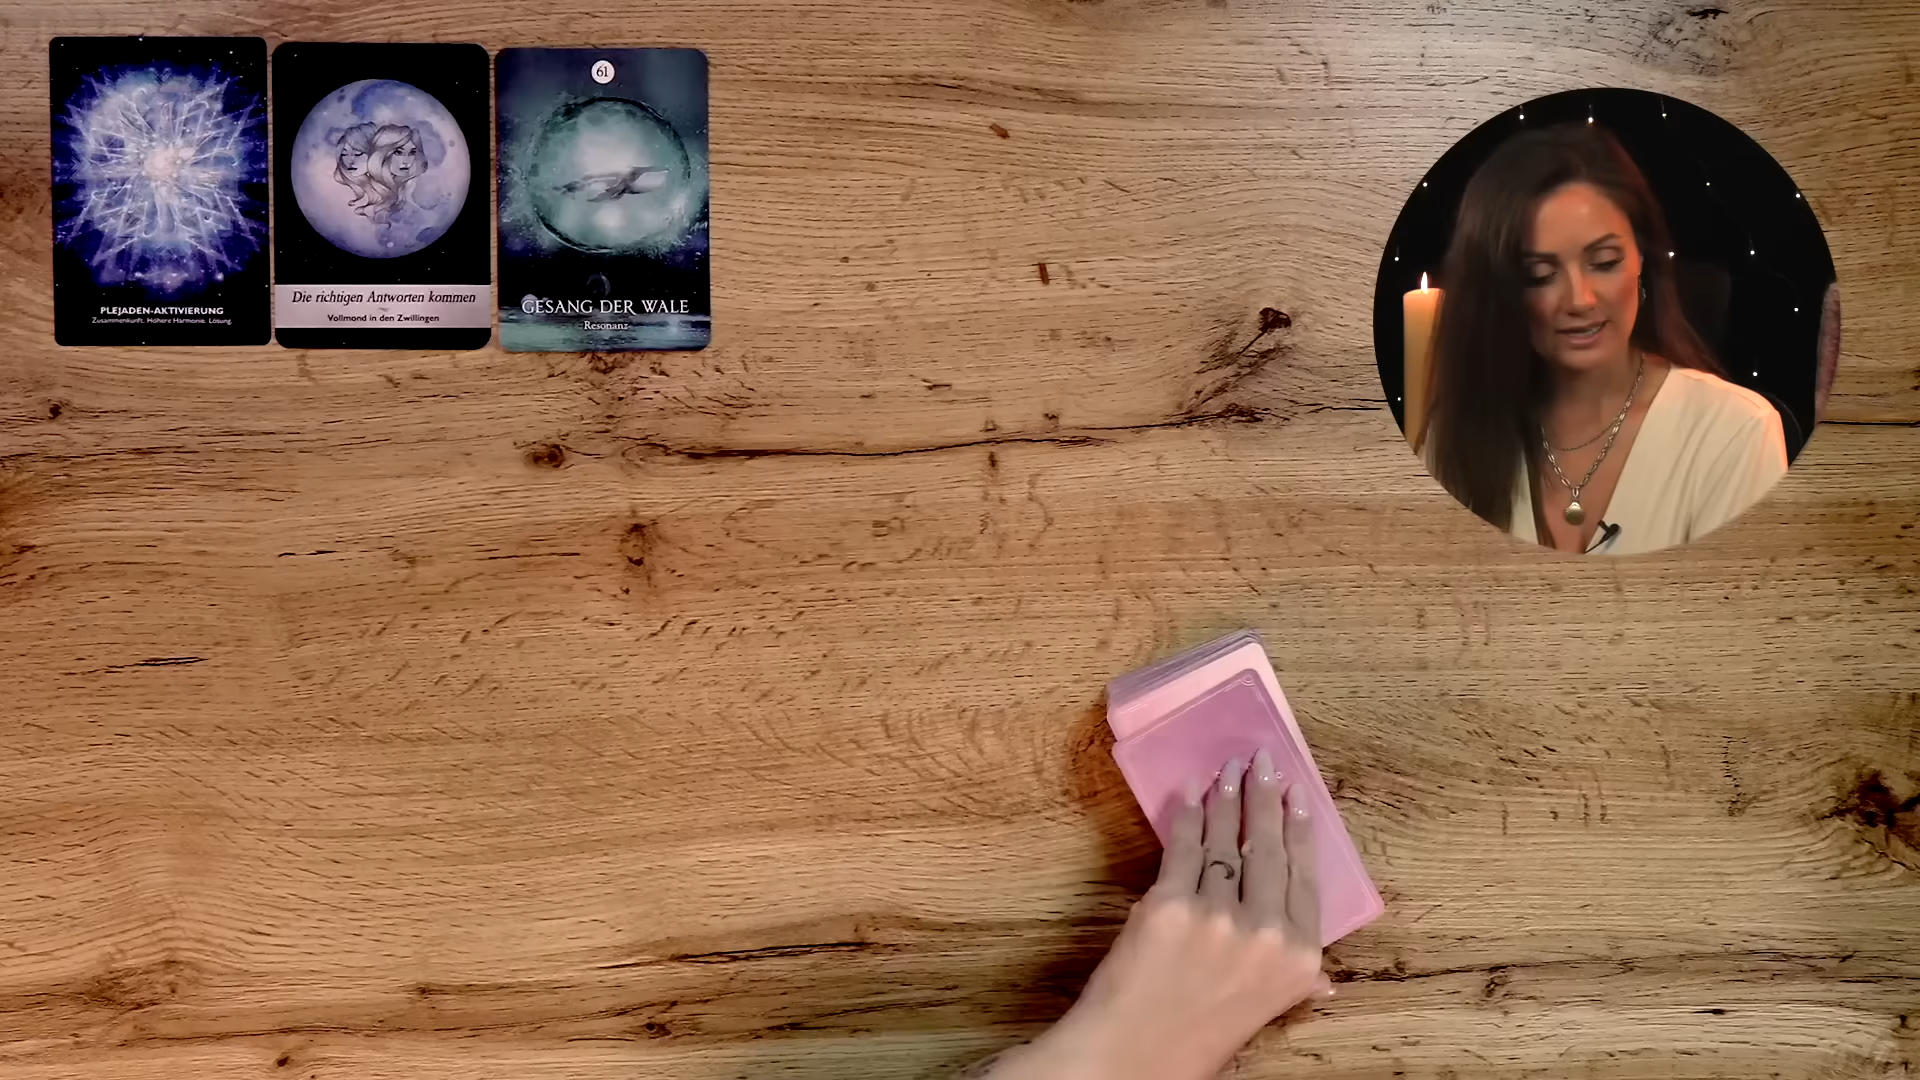 PLEJADEN-AKTIVIERUNG
Zusammenkunft. Höhere Harmonie. Lösung.
Die richtigen Antworten kommen
Vollmond in den Zwillingen
61
GESANG DER WALE
Resonanz